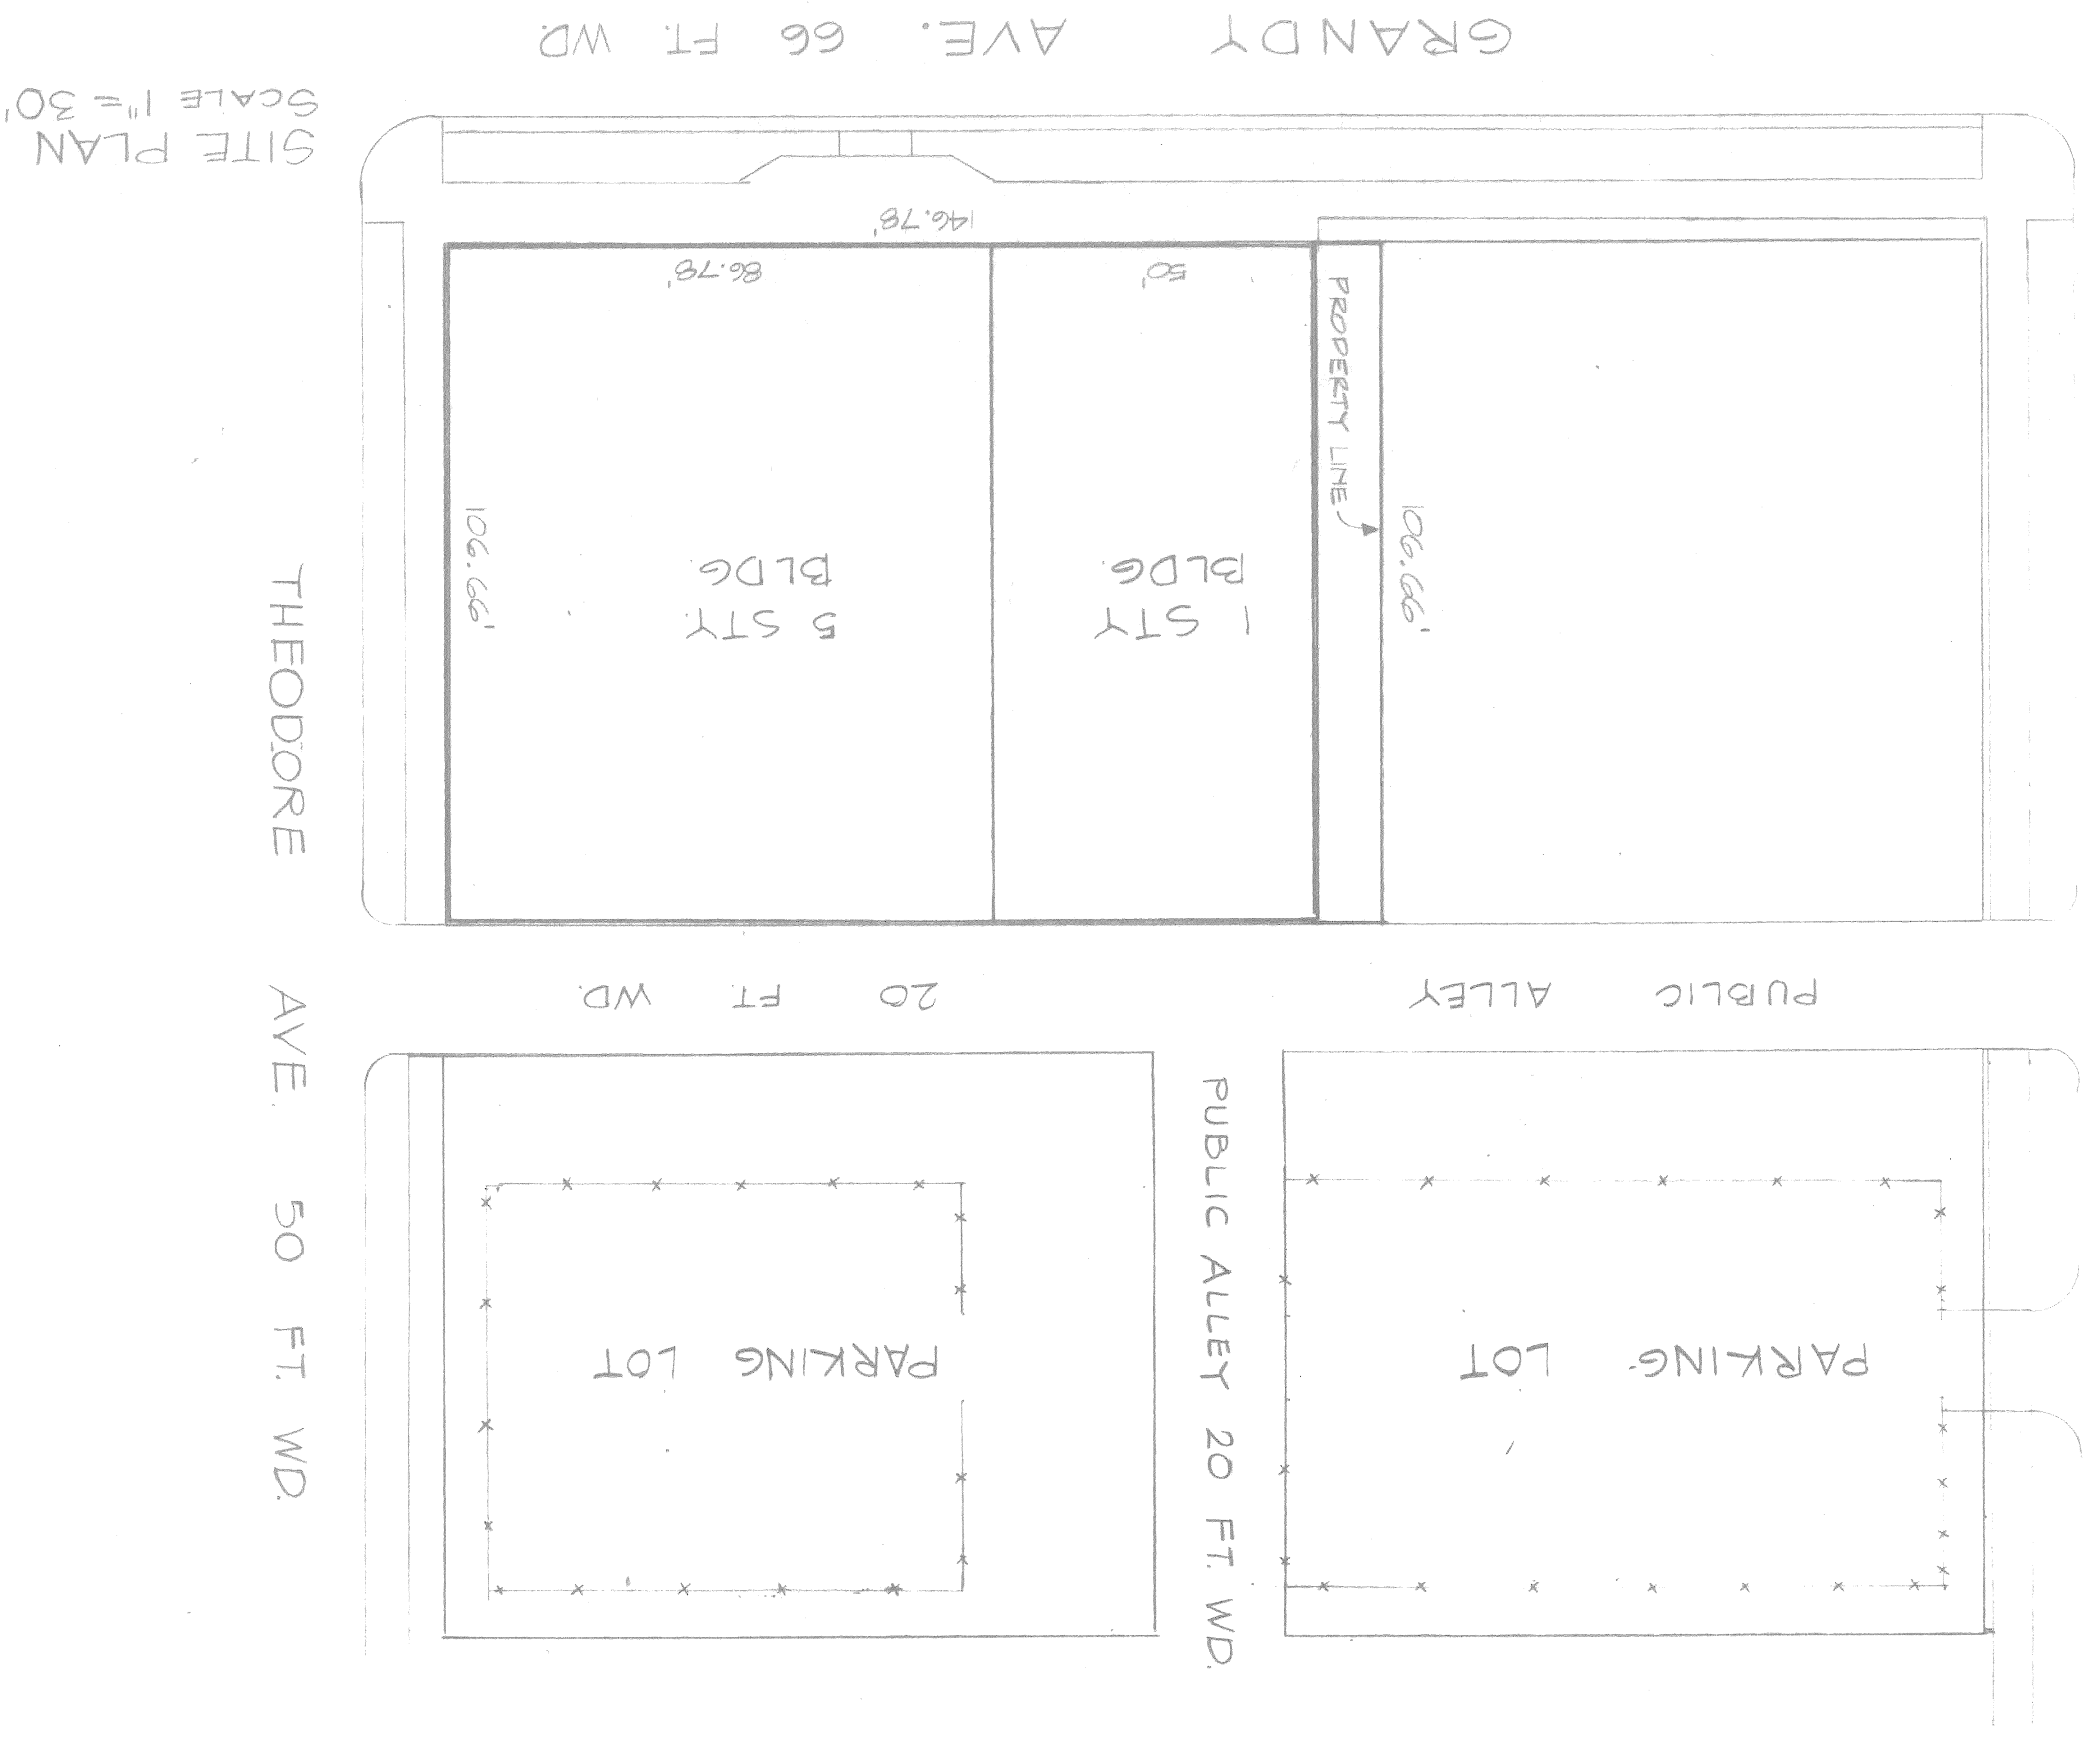 GRANDY AVE. 66 FT. WD.
SITE PLAN
SCALE 1"= 30'
146.78'
86.78'
50'
PROPERTY LINE
106.66'
106.66'
5 STY.
BLDG.
1 STY
BLDG.
THEODORE AVE. 50 FT. WD.
PUBLIC ALLEY 20 FT. WD.
PUBLIC ALLEY 20 FT. WD.
PARKING LOT
PARKING LOT